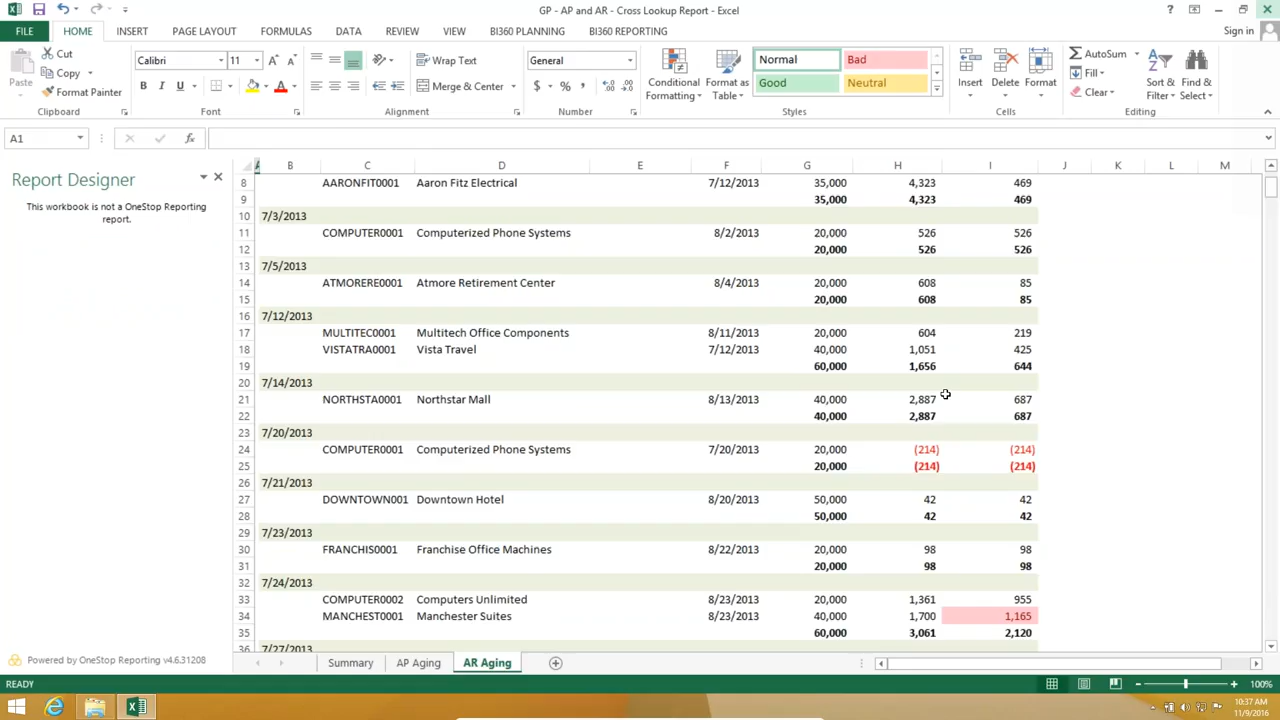 GP - AP and AR - Cross Lookup Report - Excel
FILE HOME INSERT PAGE LAYOUT FORMULAS DATA REVIEW VIEW BI360 PLANNING BI360 REPORTING Sign in
Cut
Copy
Format Painter
Paste
Clipboard
Calibri 11
B I U
Font
Wrap Text
Merge & Center
Alignment
General
$ % ,
Number
Conditional Formatting
Format as Table
Normal Bad
Good Neutral
Styles
Insert Delete Format
Cells
AutoSum
Fill
Clear
Sort & Filter
Find & Select
Editing
A1
Report Designer
This workbook is not a OneStop Reporting
report.
A B C D E F G H I J K L M
8 AARONFIT0001 Aaron Fitz Electrical 7/12/2013 35,000 4,323 469
9 35,000 4,323 469
10 7/3/2013
11 COMPUTER0001 Computerized Phone Systems 8/2/2013 20,000 526 526
12 20,000 526 526
13 7/5/2013
14 ATMORERE0001 Atmore Retirement Center 8/4/2013 20,000 608 85
15 20,000 608 85
16 7/12/2013
17 MULTITEC0001 Multitech Office Components 8/11/2013 20,000 604 219
18 VISTATRA0001 Vista Travel 7/12/2013 40,000 1,051 425
19 60,000 1,656 644
20 7/14/2013
21 NORTHSTA0001 Northstar Mall 8/13/2013 40,000 2,887 687
22 40,000 2,887 687
23 7/20/2013
24 COMPUTER0001 Computerized Phone Systems 7/20/2013 20,000 (214) (214)
25 20,000 (214) (214)
26 7/21/2013
27 DOWNTOWN001 Downtown Hotel 8/20/2013 50,000 42 42
28 50,000 42 42
29 7/23/2013
30 FRANCHIS0001 Franchise Office Machines 8/22/2013 20,000 98 98
31 20,000 98 98
32 7/24/2013
33 COMPUTER0002 Computers Unlimited 8/23/2013 20,000 1,361 955
34 MANCHEST0001 Manchester Suites 8/23/2013 40,000 1,700 1,165
35 60,000 3,061 2,120
36 7/27/2013
Powered by OneStop Reporting v4.6.31208
Summary AP Aging AR Aging
READY 100%
10:37 AM
11/9/2016